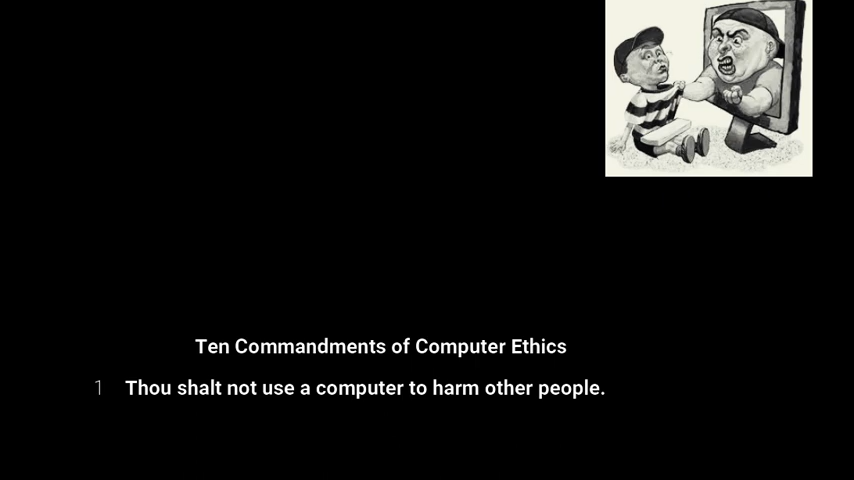 Ten Commandments of Computer Ethics
1 Thou shalt not use a computer to harm other people.